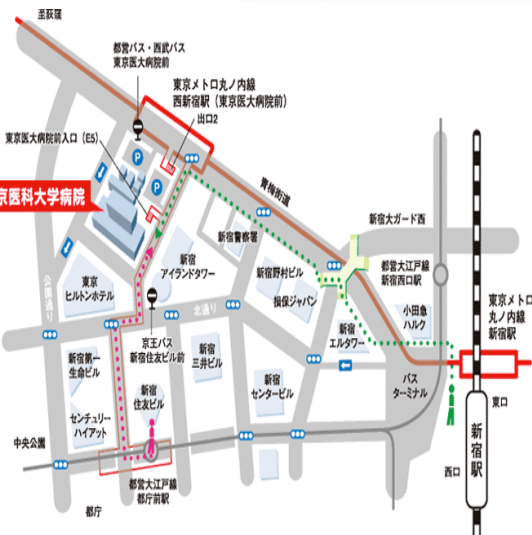 至荻窪
都営バス・西武バス
東京医大病院前
東京メトロ丸ノ内線
西新宿駅（東京医大病院前）
出口2
東京医大病院前入口（E5）
P
P
京医科大学病院
青梅街道
新宿大ガード西
新宿警察署
新宿
アイランドタワー
新宿野村ビル
損保ジャパン
都営大江戸線
新宿西口駅
東京
ヒルトンホテル
公園通り
北通り
小田急
ハルク
東京メトロ
丸ノ内線
新宿駅
京王バス
新宿住友ビル前
新宿
エルタワー
新宿第一
生命ビル
新宿
三井ビル
新宿
住友ビル
新宿
センタービル
バス
ターミナル
東口
センチュリー
ハイアット
中央公園
西口
新宿駅
都営大江戸線
都庁前駅
都庁